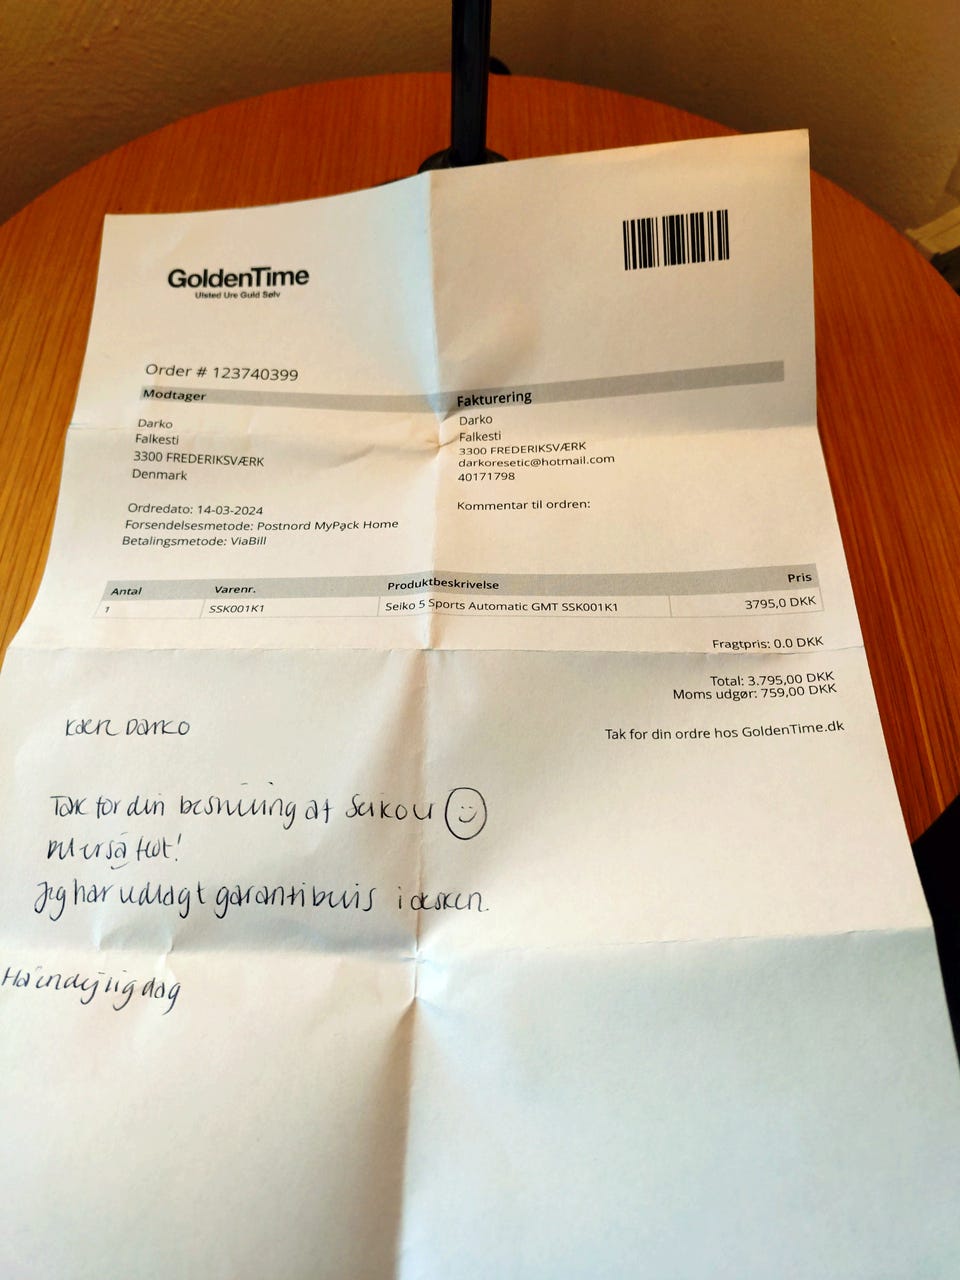 GoldenTime
Ulsted Ure Guld Sølv
Order # 123740399
Modtager
Darko
Falkesti
3300 FREDERIKSVÆRK
Denmark
Fakturering
Darko
Falkesti
3300 FREDERIKSVÆRK
darkoresetic@hotmail.com
40171798
Ordredato: 14-03-2024
Forsendelsesmetode: Postnord MyPack Home
Betalingsmetode: ViaBill
Kommentar til ordren:
Antal Varenr. Produktbeskrivelse Pris
1 SSK001K1 Seiko 5 Sports Automatic GMT SSK001K1 3795,0 DKK
Fragtpris: 0.0 DKK
Total: 3.795,00 DKK
Moms udgør: 759,00 DKK
Tak for din ordre hos GoldenTime.dk
Kære Darko
Tak for din bestilling af Seiko ur
Det er så flot!
Jeg har udlagt garantibevis i æsken.
Ha' en dejlig dag